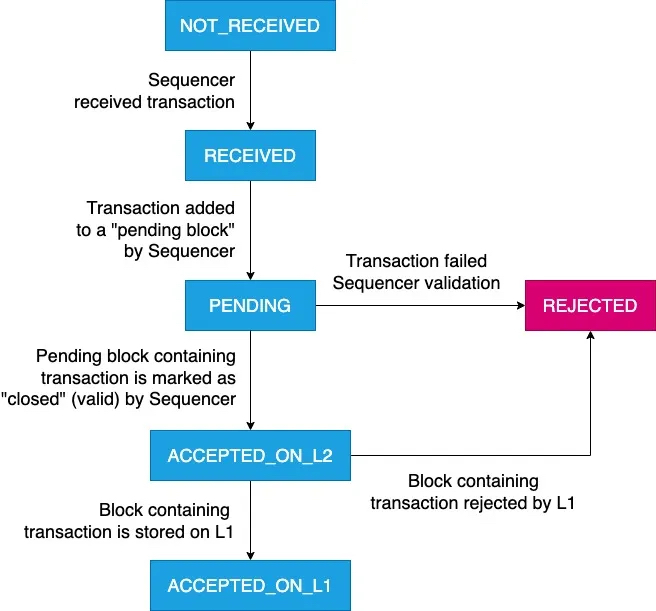 NOT_RECEIVED
Sequencer
received transaction
RECEIVED
Transaction added
to a "pending block"
by Sequencer
Transaction failed
Sequencer validation
PENDING
REJECTED
Pending block containing
transaction is marked as
"closed" (valid) by Sequencer
ACCEPTED_ON_L2
Block containing
transaction rejected by L1
Block containing
transaction is stored on L1
ACCEPTED_ON_L1